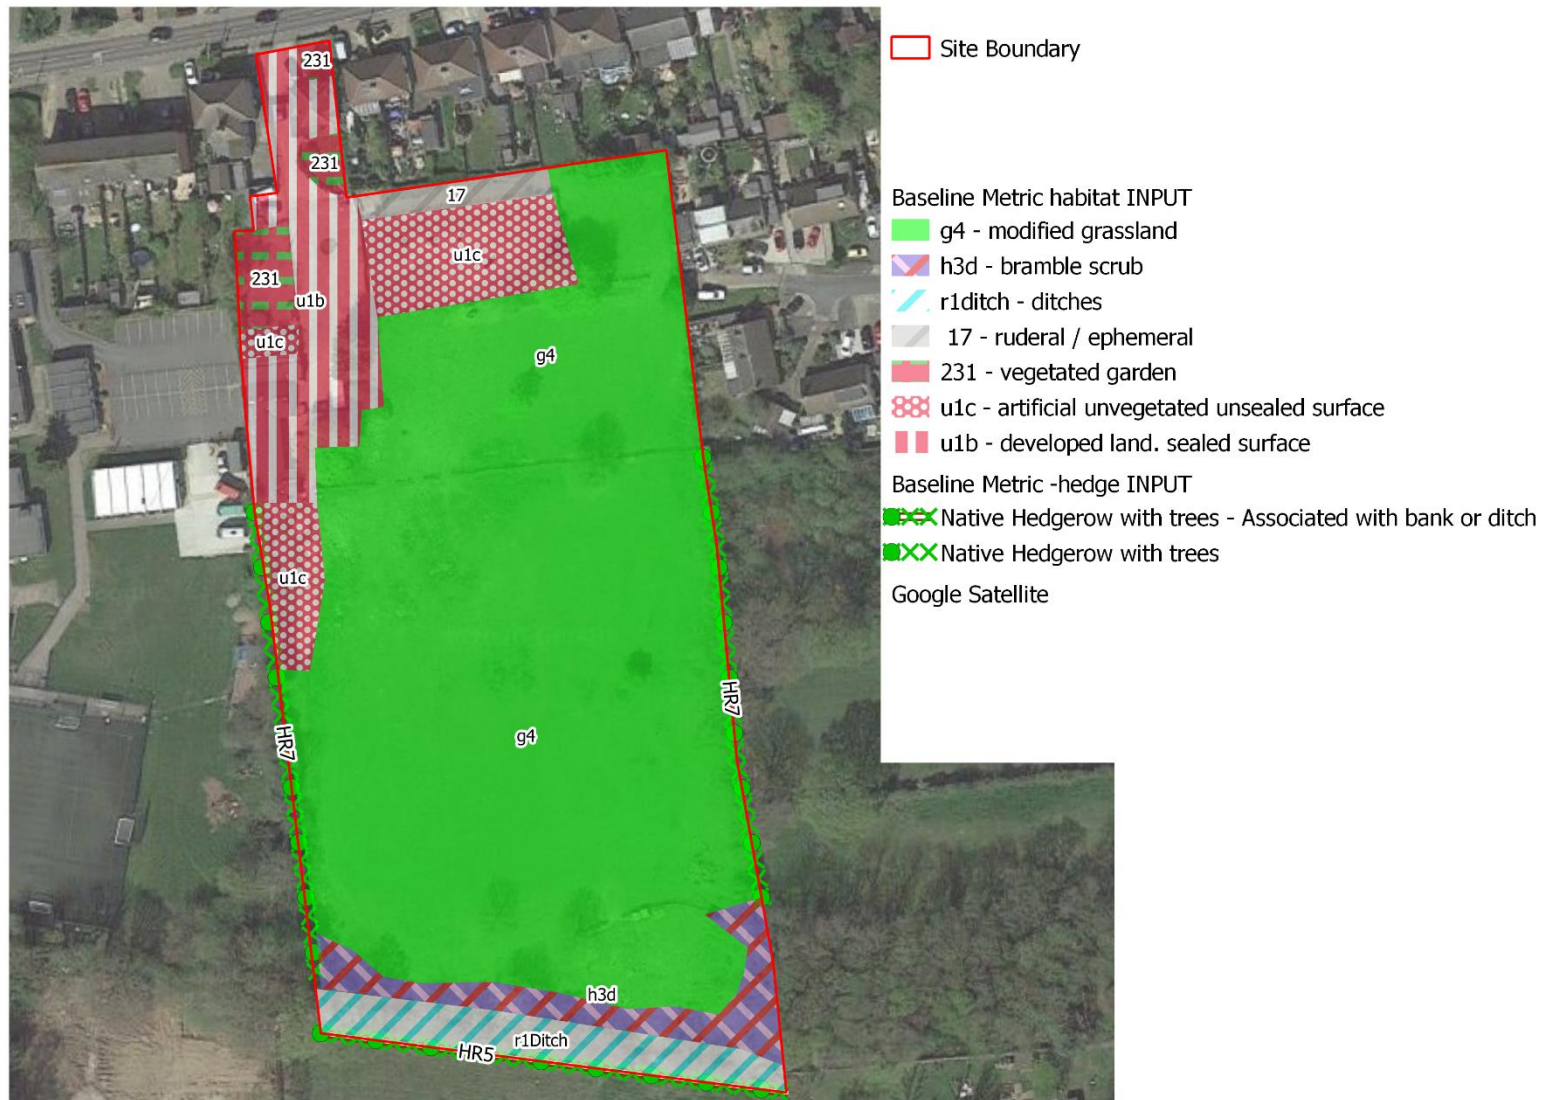 231
231
17
u1c
231
u1b
u1c
g4
u1c
HR7
HR7
g4
h3d
r1Ditch
HR5
Site Boundary
Baseline Metric habitat INPUT
g4 - modified grassland
h3d - bramble scrub
r1ditch - ditches
17 - ruderal / ephemeral
231 - vegetated garden
u1c - artificial unvegetated unsealed surface
u1b - developed land. sealed surface
Baseline Metric -hedge INPUT
Native Hedgerow with trees - Associated with bank or ditch
Native Hedgerow with trees
Google Satellite